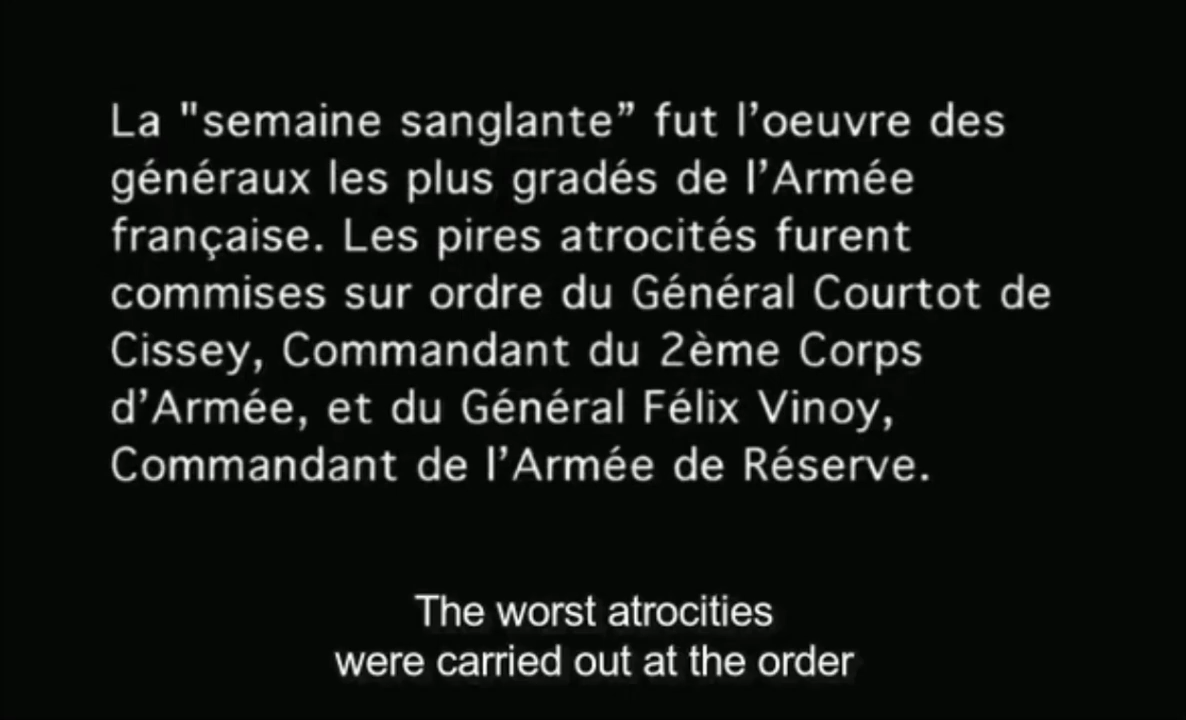 La "semaine sanglante” fut l’oeuvre des
généraux les plus gradés de l’Armée
française. Les pires atrocités furent
commises sur ordre du Général Courtot de
Cissey, Commandant du 2ème Corps
d’Armée, et du Général Félix Vinoy,
Commandant de l’Armée de Réserve.
The worst atrocities
were carried out at the order